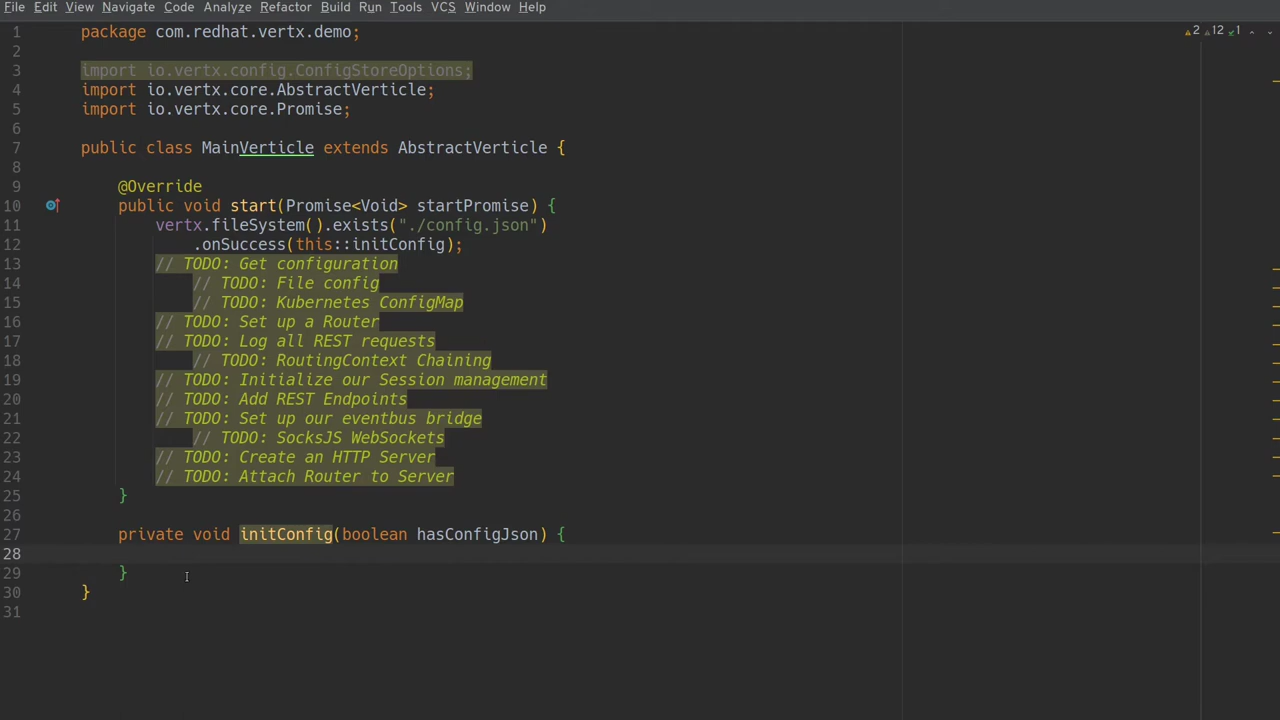 File Edit View Navigate Code Analyze Refactor Build Run Tools VCS Window Help
1 package com.redhat.vertx.demo; 2 12 1
2
3 import io.vertx.config.ConfigStoreOptions;
4 import io.vertx.core.AbstractVerticle;
5 import io.vertx.core.Promise;
6
7 public class MainVerticle extends AbstractVerticle {
8
9 @Override
10 public void start(Promise<Void> startPromise) {
11 vertx.fileSystem().exists("./config.json")
12 .onSuccess(this::initConfig);
13 // TODO: Get configuration
14 // TODO: File config
15 // TODO: Kubernetes ConfigMap
16 // TODO: Set up a Router
17 // TODO: Log all REST requests
18 // TODO: RoutingContext Chaining
19 // TODO: Initialize our Session management
20 // TODO: Add REST Endpoints
21 // TODO: Set up our eventbus bridge
22 // TODO: SocksJS WebSockets
23 // TODO: Create an HTTP Server
24 // TODO: Attach Router to Server
25 }
26
27 private void initConfig(boolean hasConfigJson) {
28
29 }
30 }
31